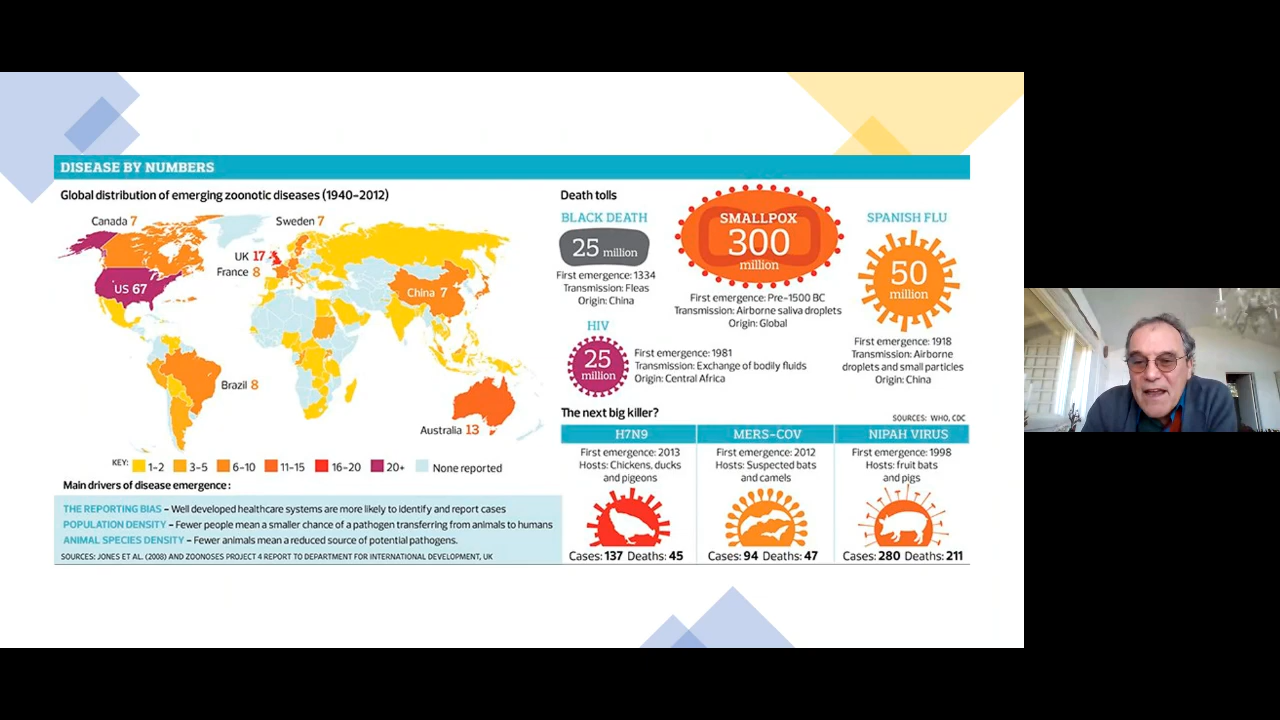 DISEASE BY NUMBERS
Global distribution of emerging zoonotic diseases (1940–2012)
Canada 7
Sweden 7
UK 17
France 8
US 67
China 7
Brazil 8
Australia 13
KEY: 1–2 3–5 6–10 11–15 16–20 20+ None reported
Main drivers of disease emergence:
THE REPORTING BIAS – Well developed healthcare systems are more likely to identify and report cases
POPULATION DENSITY – Fewer people mean a smaller chance of a pathogen transferring from animals to humans
ANIMAL SPECIES DENSITY – Fewer animals mean a reduced source of potential pathogens.
SOURCES: JONES ET AL. (2008) AND ZOONOSES PROJECT 4 REPORT TO DEPARTMENT FOR INTERNATIONAL DEVELOPMENT, UK
Death tolls
BLACK DEATH
25 million
First emergence: 1334
Transmission: Fleas
Origin: China
SMALLPOX
300
million
First emergence: Pre-1500 BC
Transmission: Airborne saliva droplets
Origin: Global
SPANISH FLU
50
million
First emergence: 1918
Transmission: Airborne
droplets and small particles
Origin: China
HIV
25
million
First emergence: 1981
Transmission: Exchange of bodily fluids
Origin: Central Africa
The next big killer?
SOURCES: WHO, CDC
H7N9
First emergence: 2013
Hosts: Chickens, ducks
and pigeons
Cases: 137 Deaths: 45
MERS-COV
First emergence: 2012
Hosts: Suspected bats
and camels
Cases: 94 Deaths: 47
NIPAH VIRUS
First emergence: 1998
Hosts: fruit bats
and pigs
Cases: 280 Deaths: 211